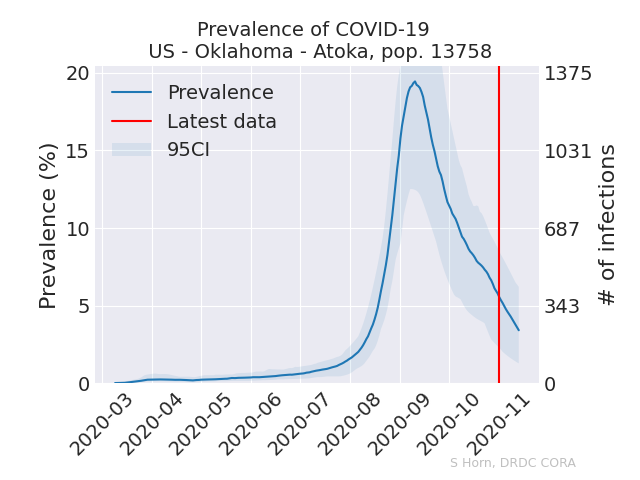 Prevalence of COVID-19
US - Oklahoma - Atoka, pop. 13758
Prevalence
Latest data
95CI
Prevalence (%)
20
15
10
5
0
1375
1031
687
343
0
# of infections
2020-03
2020-04
2020-05
2020-06
2020-07
2020-08
2020-09
2020-10
2020-11
S Horn, DRDC CORA